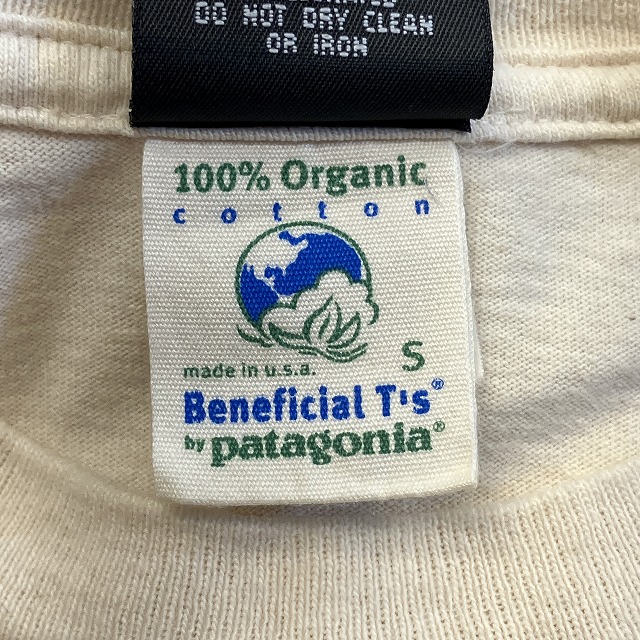 DO NOT DRY CLEAN
OR IRON
100% Organic
cotton
S
made in u.s.a.
Beneficial T's®
by patagonia®